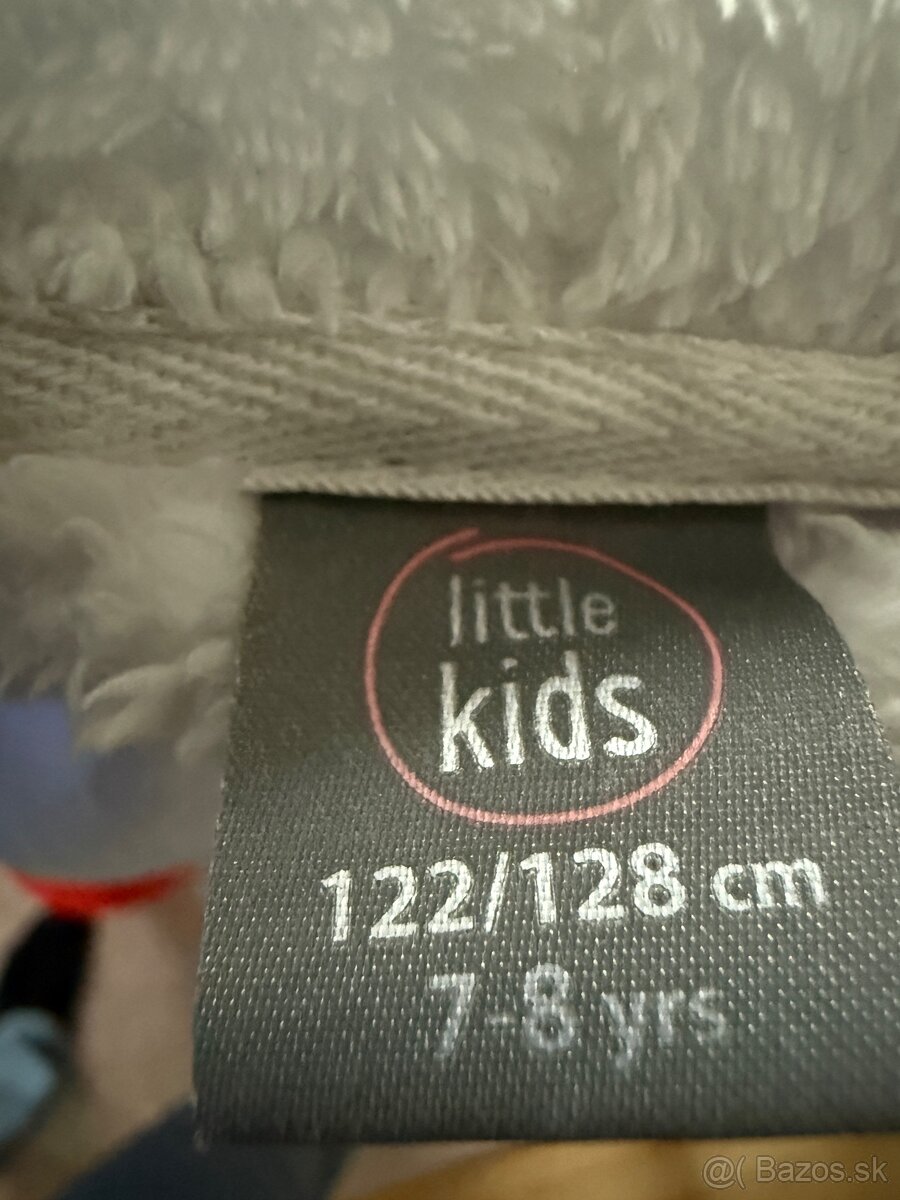 little
kids
122/128 cm
7-8 yrs
@( Bazos.sk